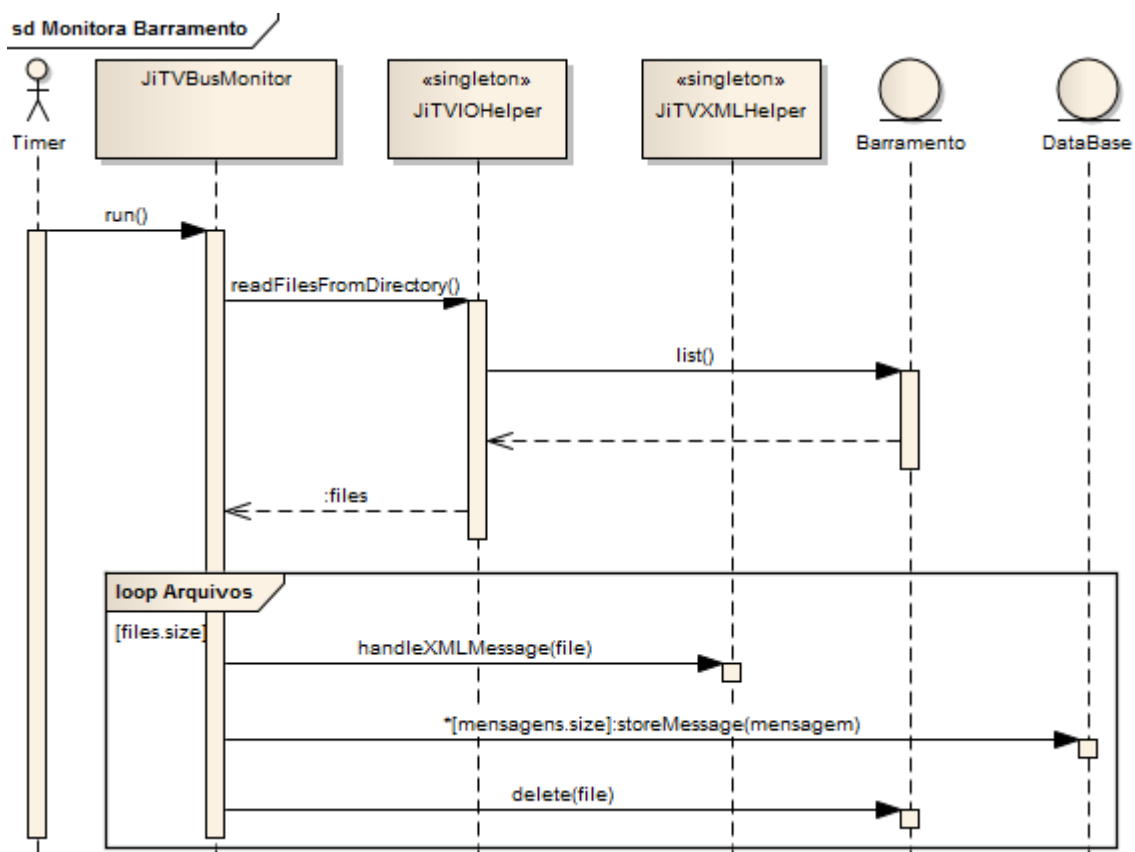 sd Monitora Barramento
Timer
JiTVBusMonitor
«singleton»
JiTVIOHelper
«singleton»
JiTVXMLHelper
Barramento
DataBase
run()
readFilesFromDirectory()
list()
:files
loop Arquivos
[files.size]
handleXMLMessage(file)
*[mensagens.size]:storeMessage(mensagem)
delete(file)